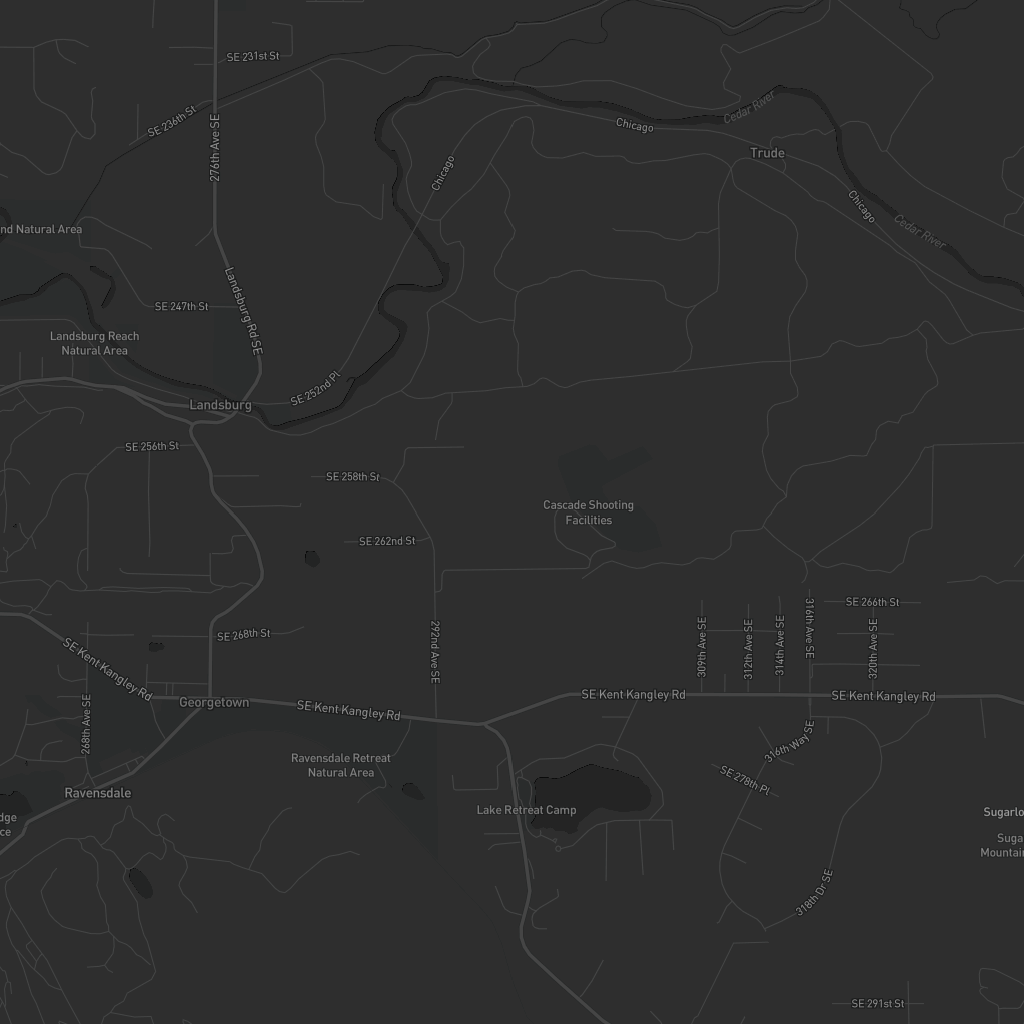 SE 231st St
SE 236th St
276th Ave SE
Cedar River
Chicago
Trude
Chicago
Chicago
Cedar River
nd Natural Area
Landsburg Rd SE
SE 247th St
Landsburg Reach
Natural Area
SE 252nd Pl
Landsburg
SE 256th St
SE 258th St
Cascade Shooting
Facilities
SE 262nd St
SE 266th St
316th Ave SE
309th Ave SE
312th Ave SE
314th Ave SE
320th Ave SE
SE 268th St
292nd Ave SE
SE Kent Kangley Rd
SE Kent Kangley Rd
SE Kent Kangley Rd
Georgetown
SE Kent Kangley Rd
268th Ave SE
316th Way SE
Ravensdale Retreat
Natural Area
SE 278th Pl
Ravensdale
Lake Retreat Camp
Sugarlo
dge
ce
Suga
Mountain
318th Dr SE
SE 291st St